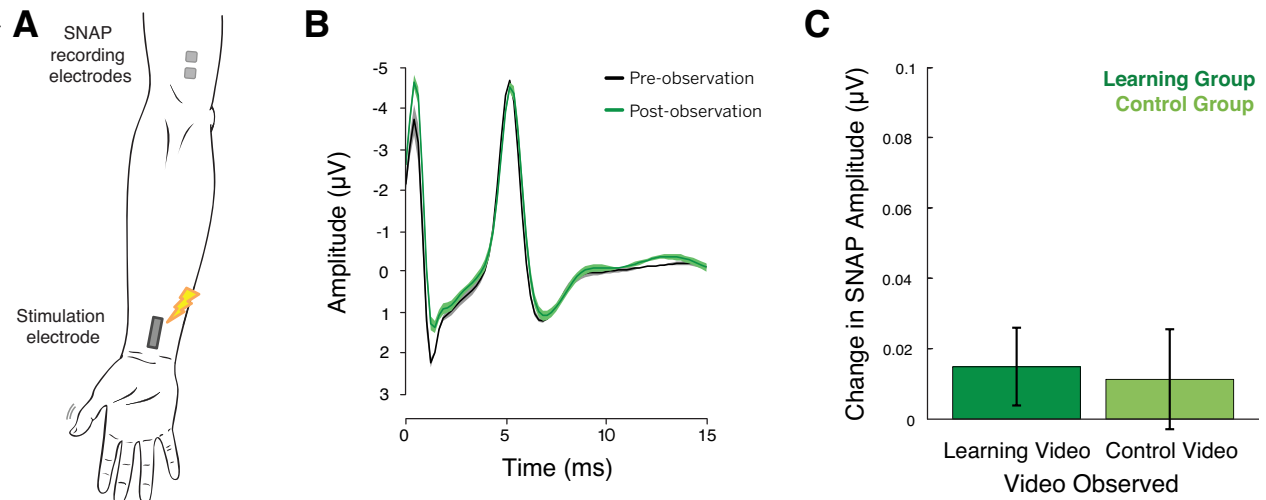 A
SNAP
recording
electrodes
Stimulation
electrode
B
Amplitude (µV)
-5
-4
-3
-2
-1
0
1
2
3
Pre-observation
Post-observation
0
5
10
15
Time (ms)
C
Change in SNAP Amplitude (µV)
0.1
0.08
0.06
0.04
0.02
0
Learning Group
Control Group
Learning Video
Control Video
Video Observed